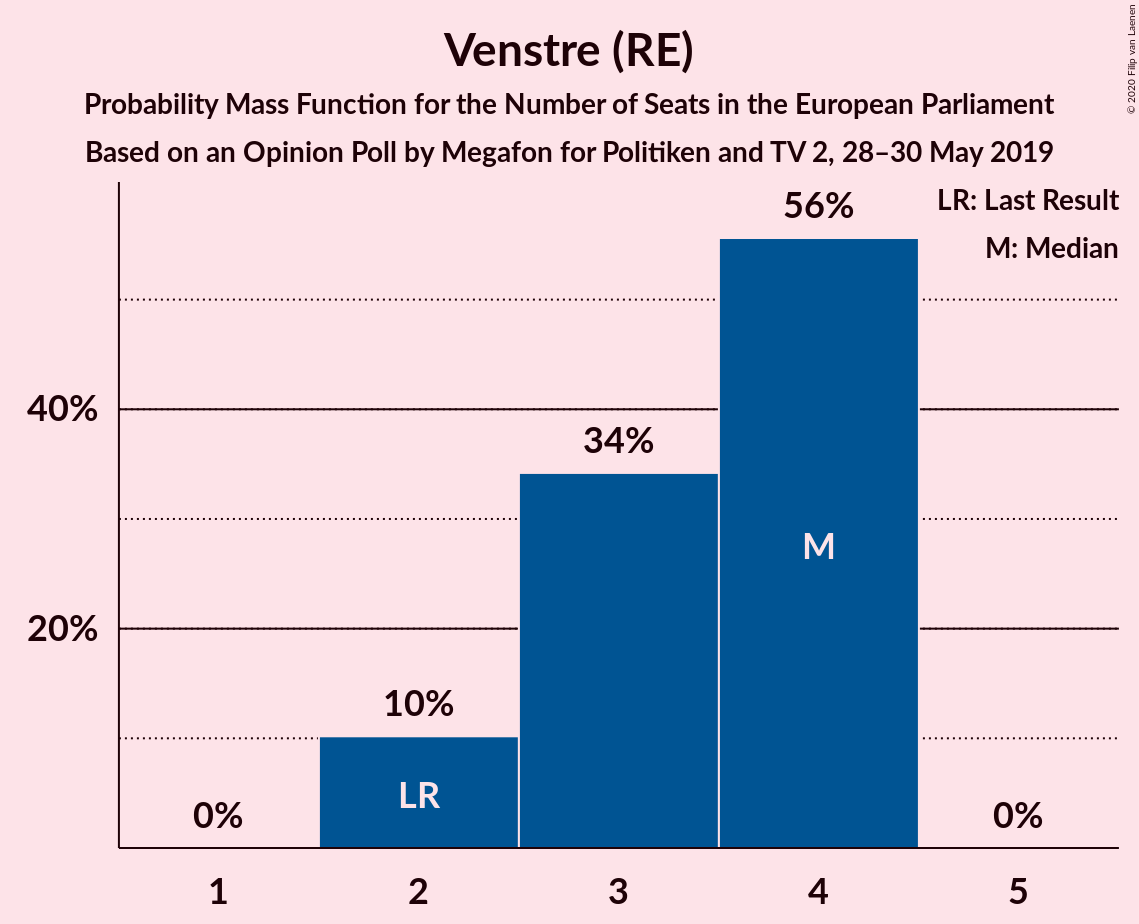 Venstre (RE)
Probability Mass Function for the Number of Seats in the European Parliament
Based on an Opinion Poll by Megafon for Politiken and TV 2, 28–30 May 2019
© 2020 Filip van Laenen
LR: Last Result
M: Median
56%
40%
34%
M
20%
10%
LR
0%
0%
1
2
3
4
5